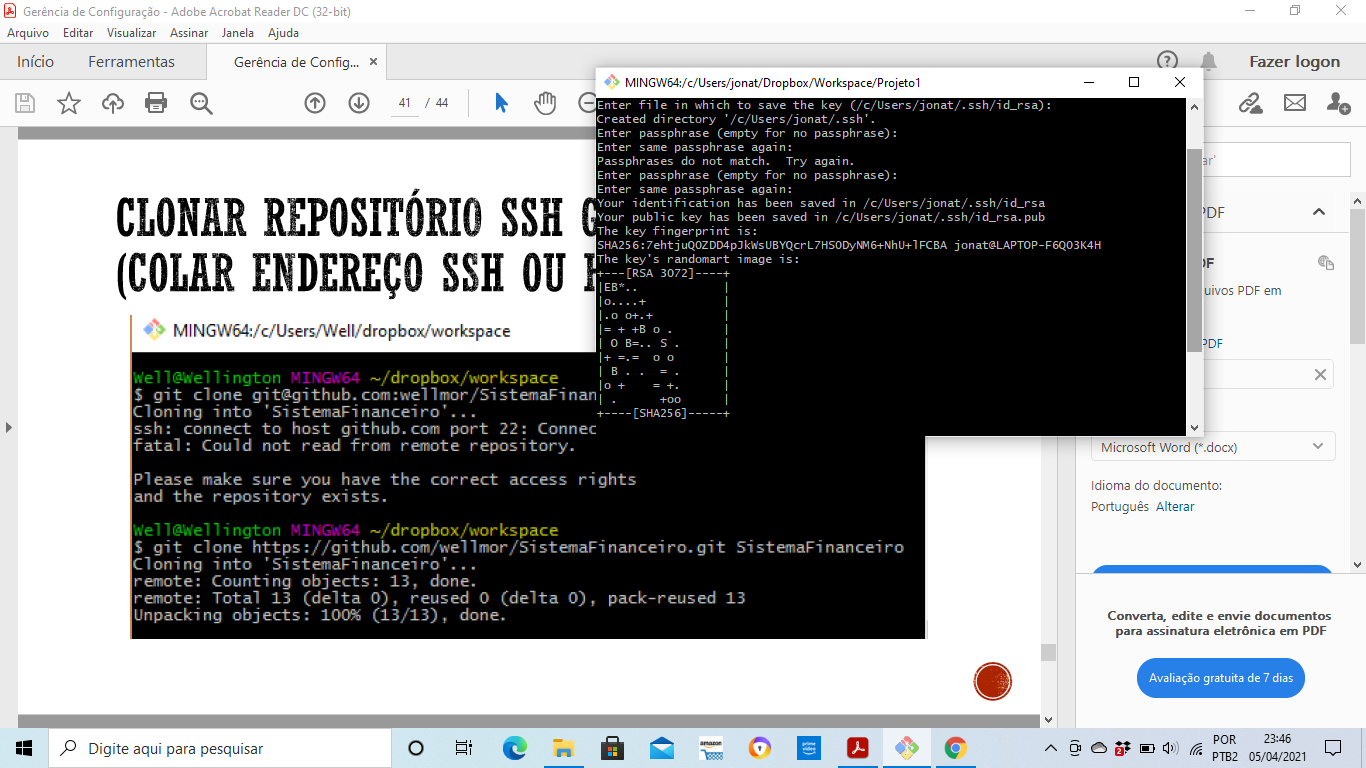 Gerência de Configuração - Adobe Acrobat Reader DC (32-bit)
Arquivo Editar Visualizar Assinar Janela Ajuda
Início Ferramentas Gerência de Config... × Fazer logon
41 / 44
MINGW64:/c/Users/jonat/Dropbox/Workspace/Projeto1
Enter file in which to save the key (/c/Users/jonat/.ssh/id_rsa):
Created directory '/c/Users/jonat/.ssh'.
Enter passphrase (empty for no passphrase):
Enter same passphrase again:
Passphrases do not match.  Try again.
Enter passphrase (empty for no passphrase):
Enter same passphrase again:
Your identification has been saved in /c/Users/jonat/.ssh/id_rsa
Your public key has been saved in /c/Users/jonat/.ssh/id_rsa.pub
The key fingerprint is:
SHA256:7ehtjuQOZDD4pJkWsUBYQcrL7HSODyNM6+NhU+lFCBA jonat@LAPTOP-F6QO3K4H
The key's randomart image is:
+---[RSA 3072]----+
|EB*..            |
|o....+           |
|.o o+.+          |
|= + +B o .       |
| O B=.. S .      |
|+ =.=  o o       |
| B . .  = .      |
|o +    = +.      |
| .      +oo      |
+----[SHA256]-----+
CLONAR REPOSITÓRIO SSH G
(COLAR ENDEREÇO SSH OU
MINGW64:/c/Users/Well/dropbox/workspace
Well@Wellington MINGW64 ~/dropbox/workspace
$ git clone git@github.com:wellmor/SistemaFinan
Cloning into 'SistemaFinanceiro'...
ssh: connect to host github.com port 22: Connec
fatal: Could not read from remote repository.
Please make sure you have the correct access rights
and the repository exists.
Well@Wellington MINGW64 ~/dropbox/workspace
$ git clone https://github.com/wellmor/SistemaFinanceiro.git SistemaFinanceiro
Cloning into 'SistemaFinanceiro'...
remote: Counting objects: 13, done.
remote: Total 13 (delta 0), reused 0 (delta 0), pack-reused 13
Unpacking objects: 100% (13/13), done.
ar'
PDF
DF
uivos PDF em
PDF
Microsoft Word (*.docx)
Idioma do documento:
Português Alterar
Converta, edite e envie documentos
para assinatura eletrônica em PDF
Avaliação gratuita de 7 dias
Digite aqui para pesquisar
amazon
prime video
2
POR
PTB2
23:46
05/04/2021